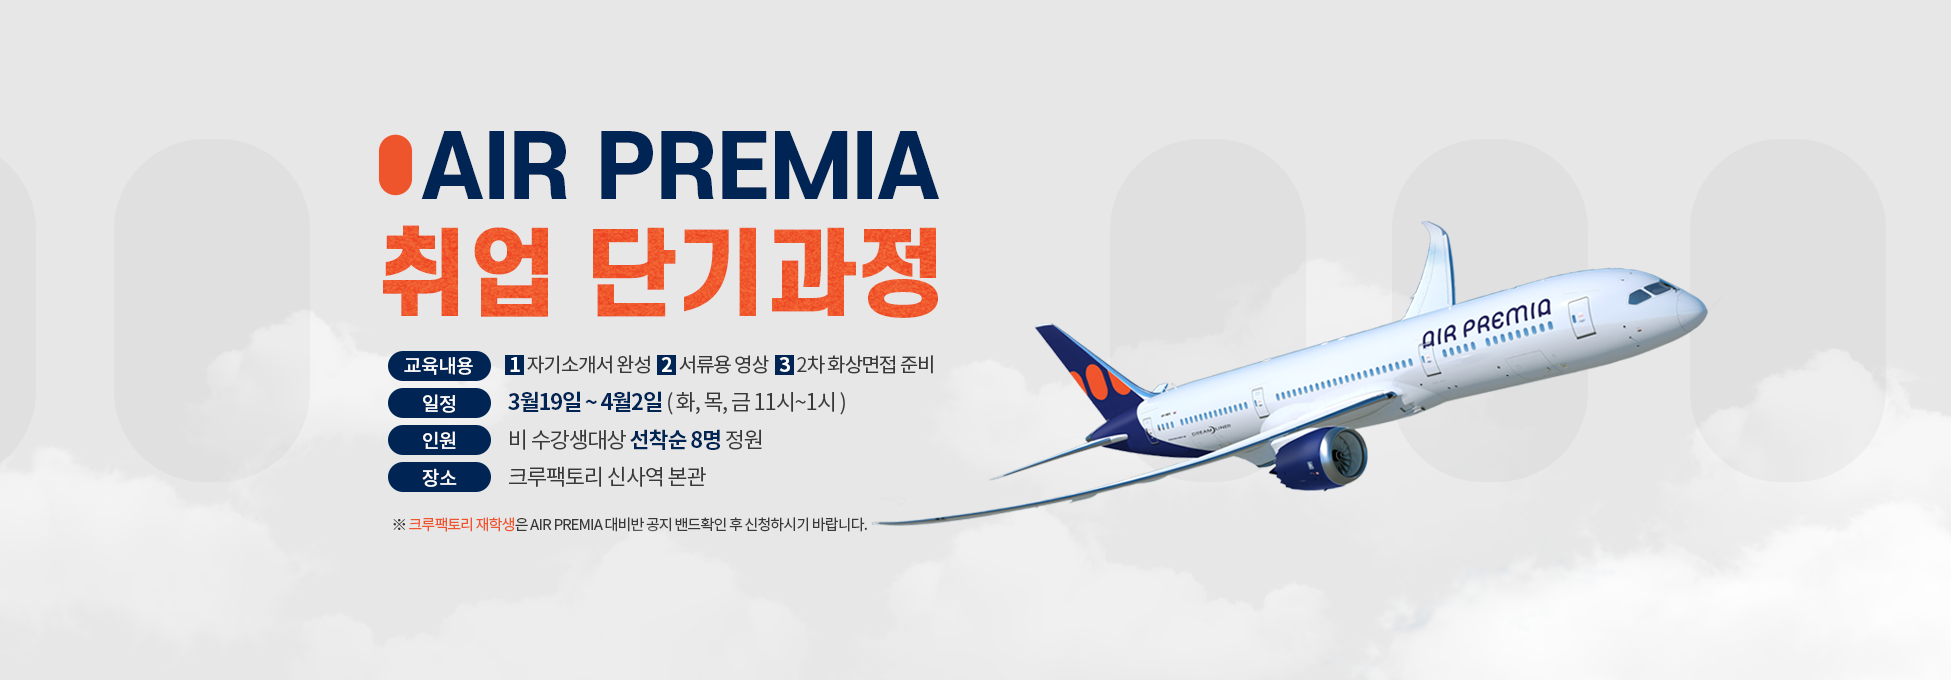 AIR PREMIA
취업 단기과정
교육내용 1 자기소개서 완성 2 서류용 영상 3 2차 화상면접 준비
일정 3월19일 ~ 4월2일 ( 화, 목, 금 11시~1시 )
인원 비 수강생대상 선착순 8명 정원
장소 크루팩토리 신사역 본관
※ 크루팩토리 재학생은 AIR PREMIA 대비반 공지 밴드확인 후 신청하시기 바랍니다.
AIR PREMIA
DREAMLINER